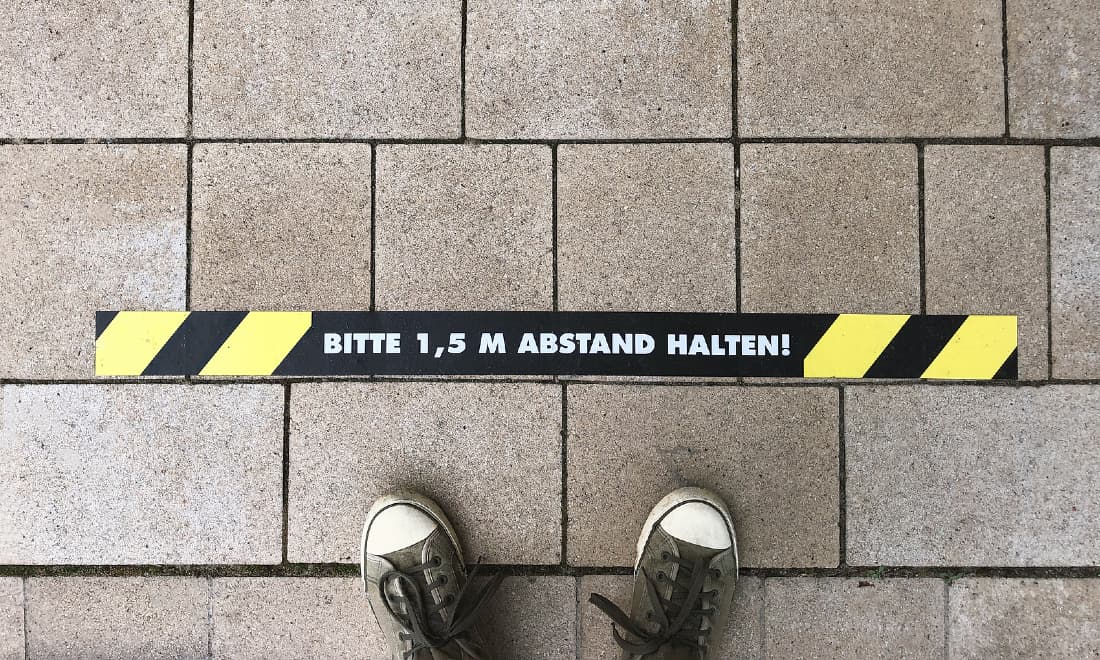 BITTE 1,5 M ABSTAND HALTEN!